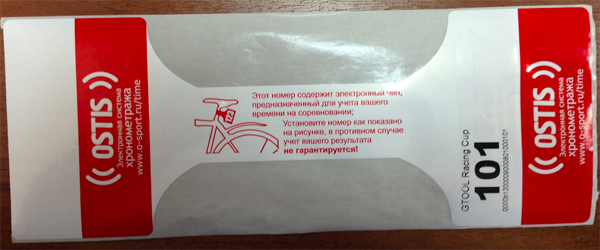 ((OSTIS))
Электронная система
хронометража
www.o-sport.ru/time
Этот номер содержит электронный чип,
предназначенный для учета вашего
времени на соревновании;
Установите номер как показано
на рисунке, в противном случае
учет вашего результата
не гарантируется!
GTOOL Racing Cup
101
((OSTIS))
Электронная система
хронометража
www.o-sport.ru/time